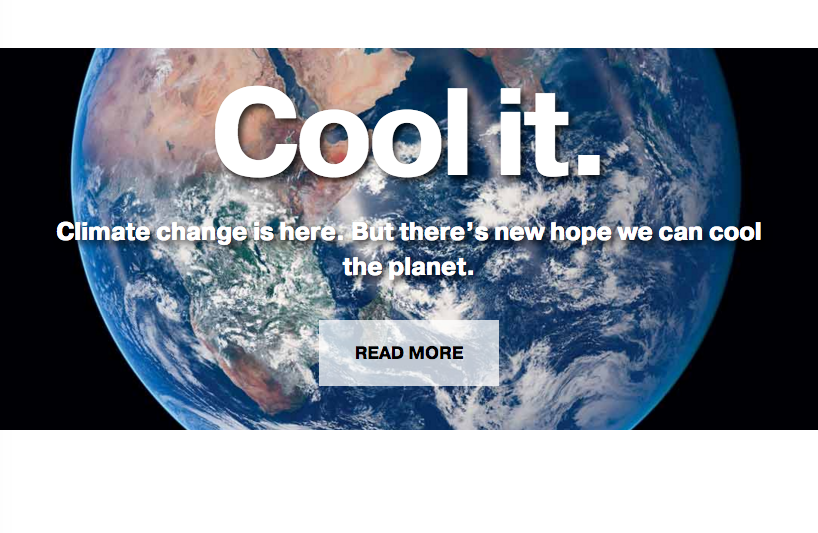 Cool it.
Climate change is here. But there’s new hope we can cool
the planet.
READ MORE